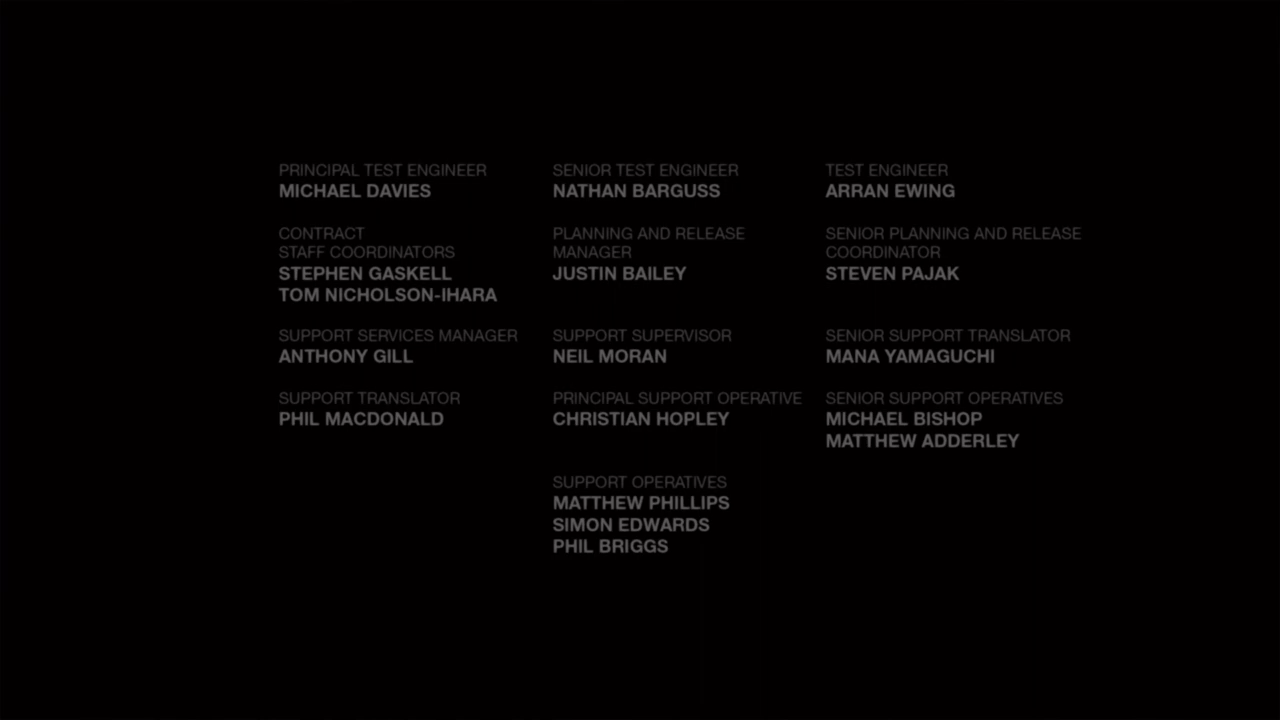 PRINCIPAL TEST ENGINEER
MICHAEL DAVIES
SENIOR TEST ENGINEER
NATHAN BARGUSS
TEST ENGINEER
ARRAN EWING
CONTRACT
STAFF COORDINATORS
STEPHEN GASKELL
TOM NICHOLSON-IHARA
PLANNING AND RELEASE
MANAGER
JUSTIN BAILEY
SENIOR PLANNING AND RELEASE
COORDINATOR
STEVEN PAJAK
SUPPORT SERVICES MANAGER
ANTHONY GILL
SUPPORT SUPERVISOR
NEIL MORAN
SENIOR SUPPORT TRANSLATOR
MANA YAMAGUCHI
SUPPORT TRANSLATOR
PHIL MACDONALD
PRINCIPAL SUPPORT OPERATIVE
CHRISTIAN HOPLEY
SENIOR SUPPORT OPERATIVES
MICHAEL BISHOP
MATTHEW ADDERLEY
SUPPORT OPERATIVES
MATTHEW PHILLIPS
SIMON EDWARDS
PHIL BRIGGS